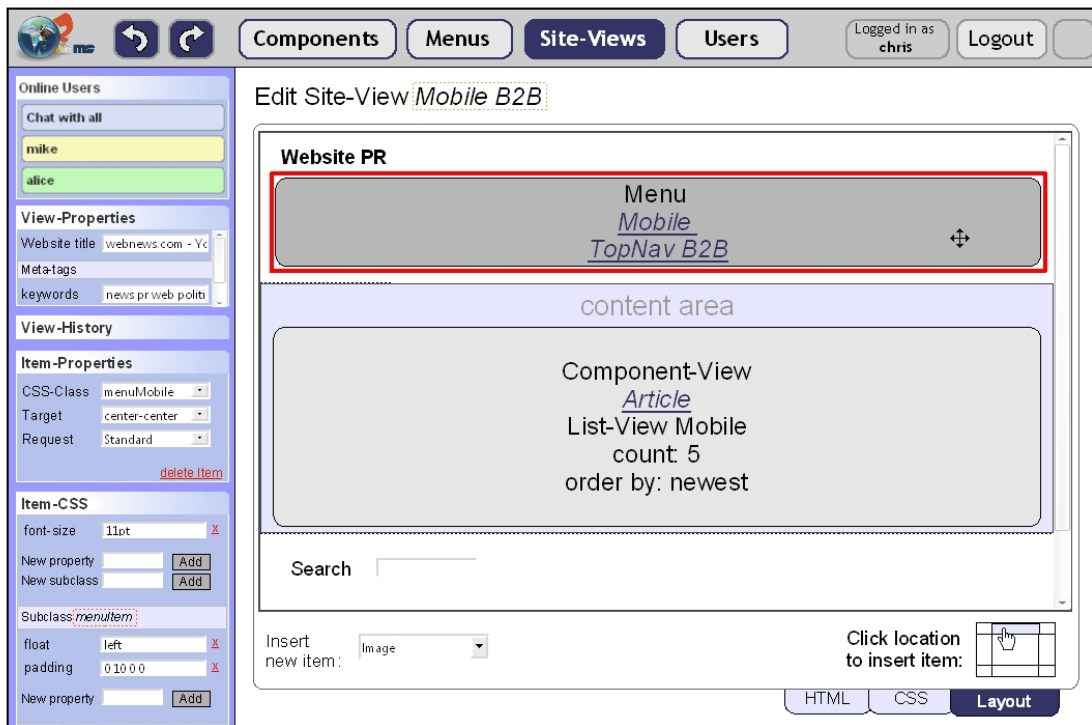 2 ms
Components Menus Site-Views Users Logged in as chris Logout
Online Users
Chat with all
mike
alice
View-Properties
Website title webnews.com - Yo
Meta-tags
keywords news pr web politi
View-History
Item-Properties
CSS-Class menuMobile
Target center-center
Request Standard
delete Item
Item-CSS
font-size 11pt X
New property Add
New subclass Add
Subclass menuItem
float left X
padding 0 10 0 0 X
New property Add
Edit Site-View Mobile B2B
Website PR
Menu
Mobile
TopNav B2B
content area
Component-View
Article
List-View Mobile
count: 5
order by: newest
Search
Insert
new item: Image
Click location
to insert item:
HTML CSS Layout